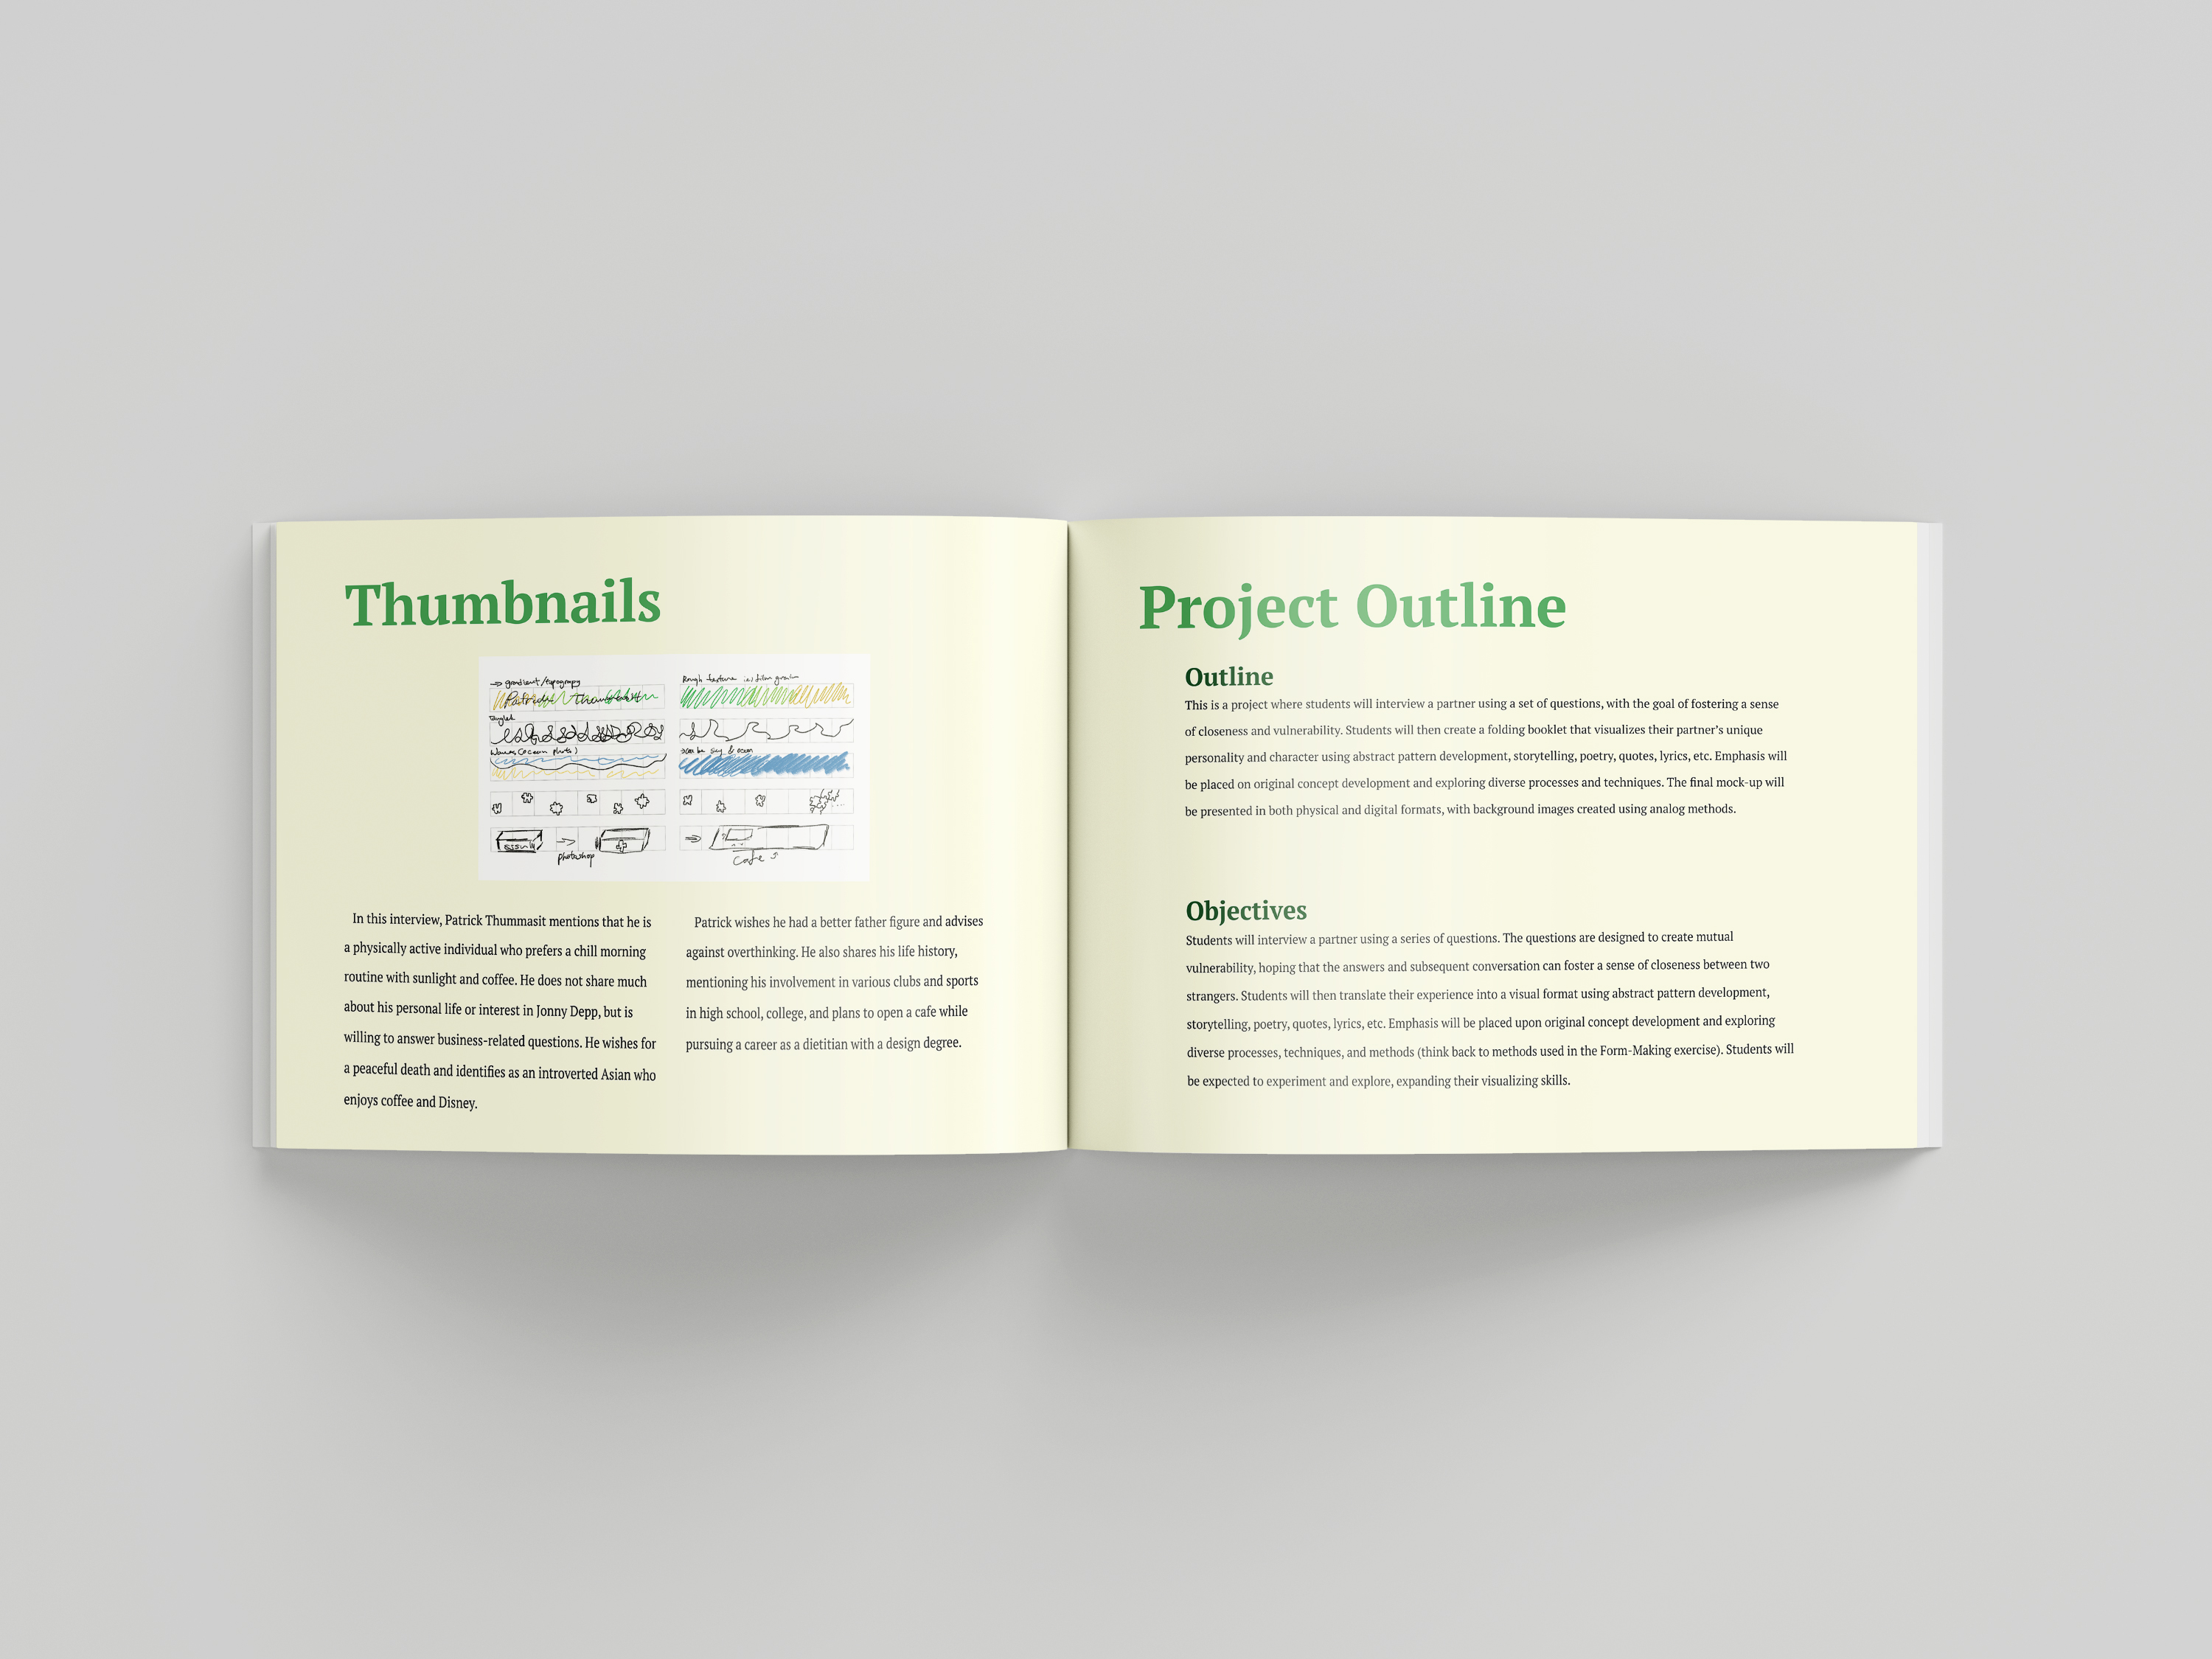 Thumbnails
→ gradient/typograpy
Patrick Thummasit
Tangled
Waves (ocean photo)
photoshop
Rough texture w/ film grain
can be sky & ocean
cafe
In this interview, Patrick Thummasit mentions that he is
a physically active individual who prefers a chill morning
routine with sunlight and coffee. He does not share much
about his personal life or interest in Jonny Depp, but is
willing to answer business-related questions. He wishes for
a peaceful death and identifies as an introverted Asian who
enjoys coffee and Disney.
Patrick wishes he had a better father figure and advises
against overthinking. He also shares his life history,
mentioning his involvement in various clubs and sports
in high school, college, and plans to open a cafe while
pursuing a career as a dietitian with a design degree.
Project Outline
Outline
This is a project where students will interview a partner using a set of questions, with the goal of fostering a sense
of closeness and vulnerability. Students will then create a folding booklet that visualizes their partner's unique
personality and character using abstract pattern development, storytelling, poetry, quotes, lyrics, etc. Emphasis will
be placed on original concept development and exploring diverse processes and techniques. The final mock-up will
be presented in both physical and digital formats, with background images created using analog methods.
Objectives
Students will interview a partner using a series of questions. The questions are designed to create mutual
vulnerability, hoping that the answers and subsequent conversation can foster a sense of closeness between two
strangers. Students will then translate their experience into a visual format using abstract pattern development,
storytelling, poetry, quotes, lyrics, etc. Emphasis will be placed upon original concept development and exploring
diverse processes, techniques, and methods (think back to methods used in the Form-Making exercise). Students will
be expected to experiment and explore, expanding their visualizing skills.